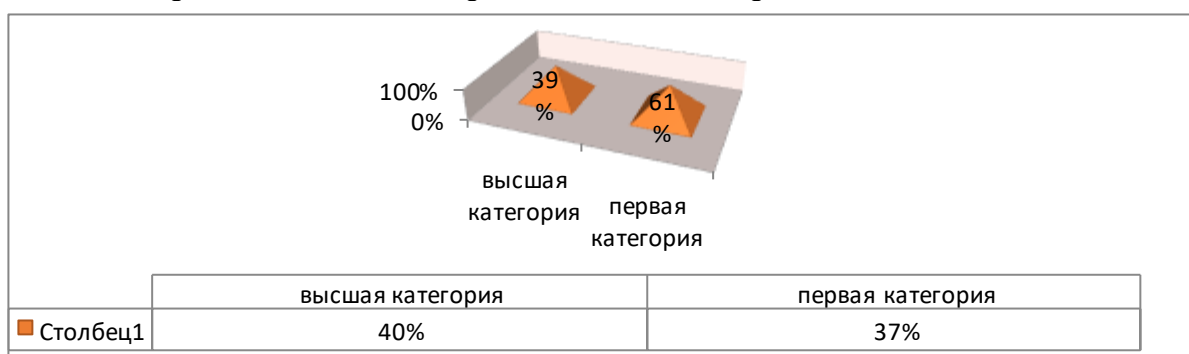 100%
0%
39
%
61
%
высшая
категория
первая
категория
высшая категория первая категория
Столбец1 40% 37%